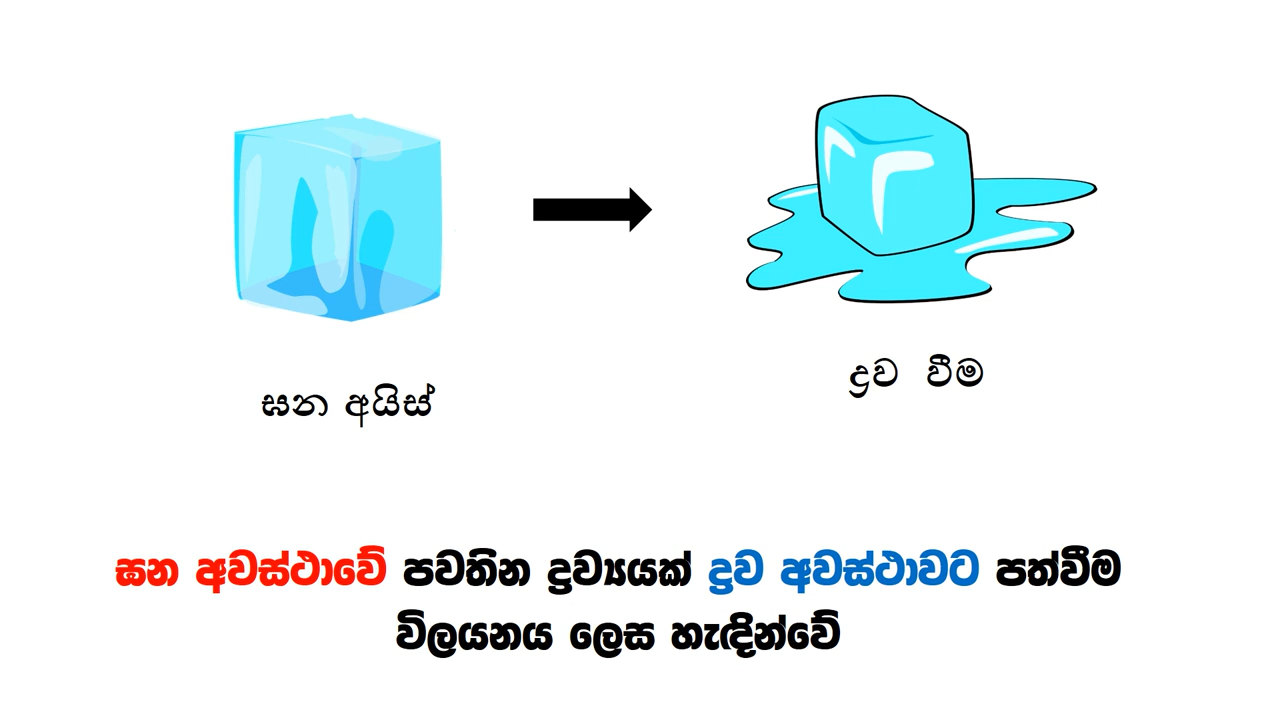 ඝන අයිස්
ද්‍රව වීම
ඝන අවස්ථාවේ පවතින ද්‍රව්‍යයක් ද්‍රව අවස්ථාවට පත්වීම
විලයනය ලෙස හැඳින්වේ